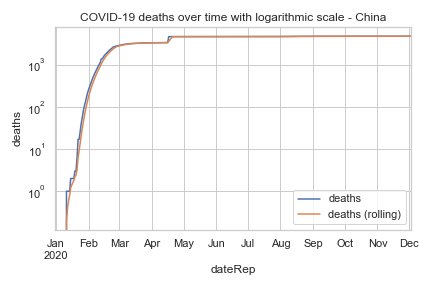 COVID-19 deaths over time with logarithmic scale - China
deaths
10³
10²
10¹
10⁰
deaths
deaths (rolling)
Jan Feb Mar Apr May Jun Jul Aug Sep Oct Nov Dec
2020
dateRep